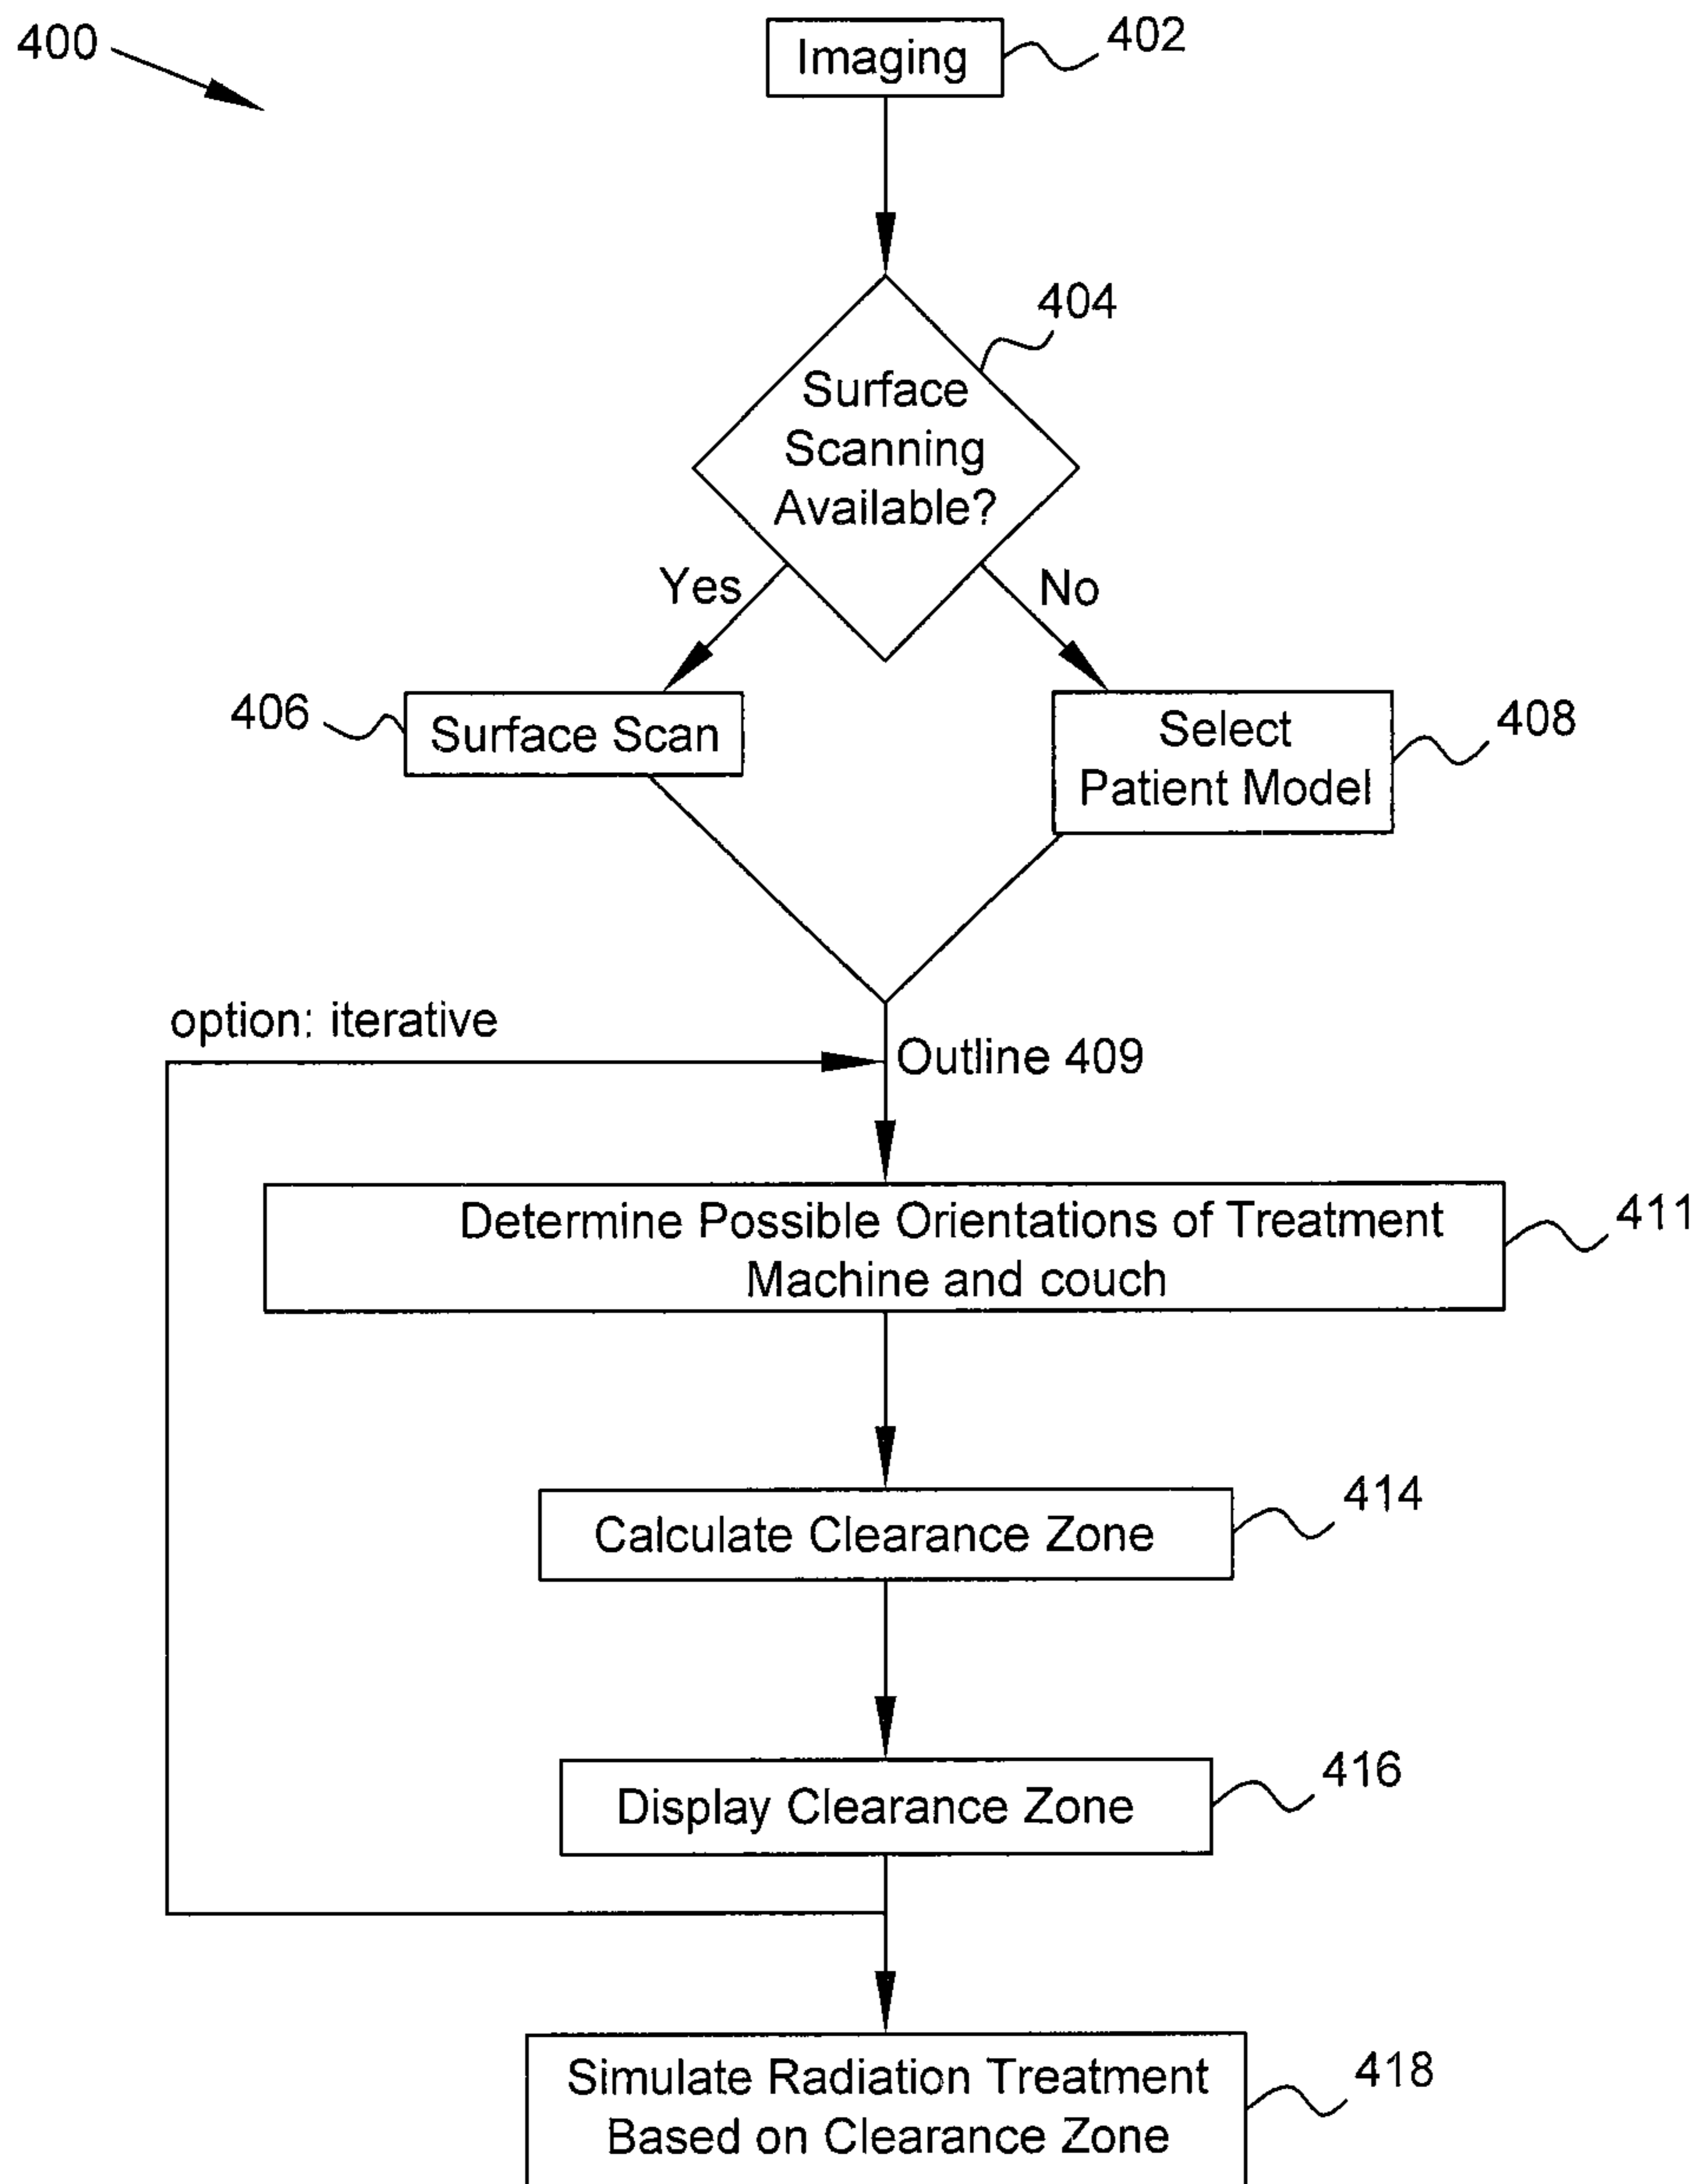 400
Imaging
402
404
Surface
Scanning
Available?
Yes
No
406
Surface Scan
Select
Patient Model
408
option: iterative
Outline 409
Determine Possible Orientations of Treatment
Machine and couch
411
Calculate Clearance Zone
414
Display Clearance Zone
416
Simulate Radiation Treatment
Based on Clearance Zone
418